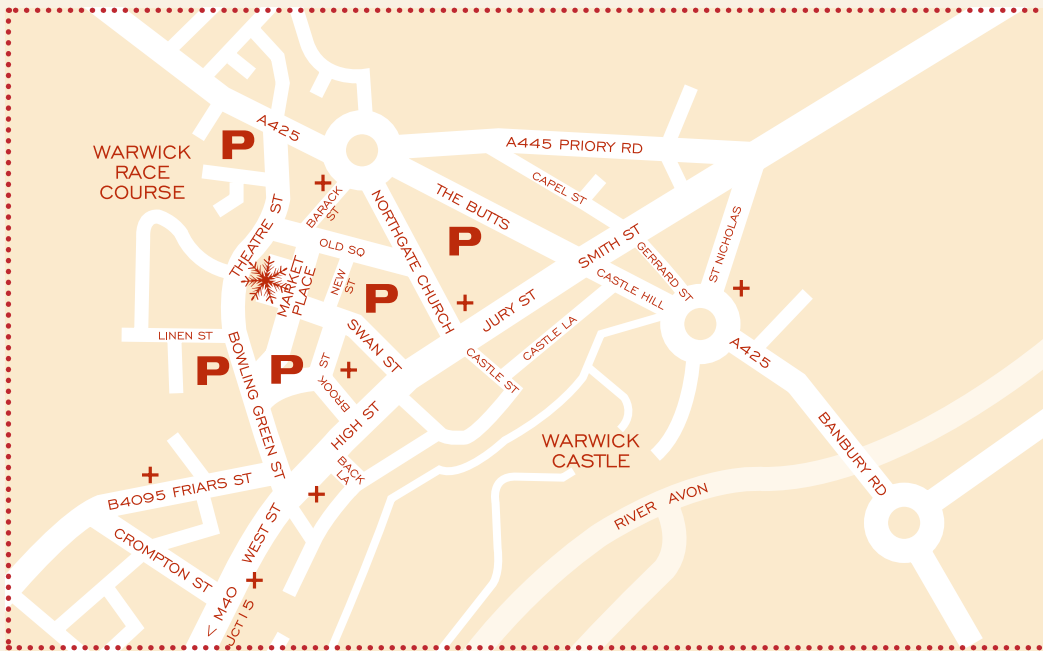 A425
P
A445 PRIORY RD
WARWICK
RACE
COURSE
CAPEL ST
BARACK
ST
THE BUTTS
NORTHGATE CHURCH
P
THEATRE ST
OLD SQ
SMITH ST
ST NICHOLAS
GERRARD ST
MARKET
PLACE
NEW
ST
P
CASTLE HILL
JURY ST
LINEN ST
SWAN ST
CASTLE LA
A425
BOWLING GREEN ST
P
P
BROOK ST
CASTLE ST
HIGH ST
WARWICK
CASTLE
BANBURY RD
BACK
LA
B4095 FRIARS ST
RIVER AVON
WEST ST
CROMPTON ST
< M40
JCT 15